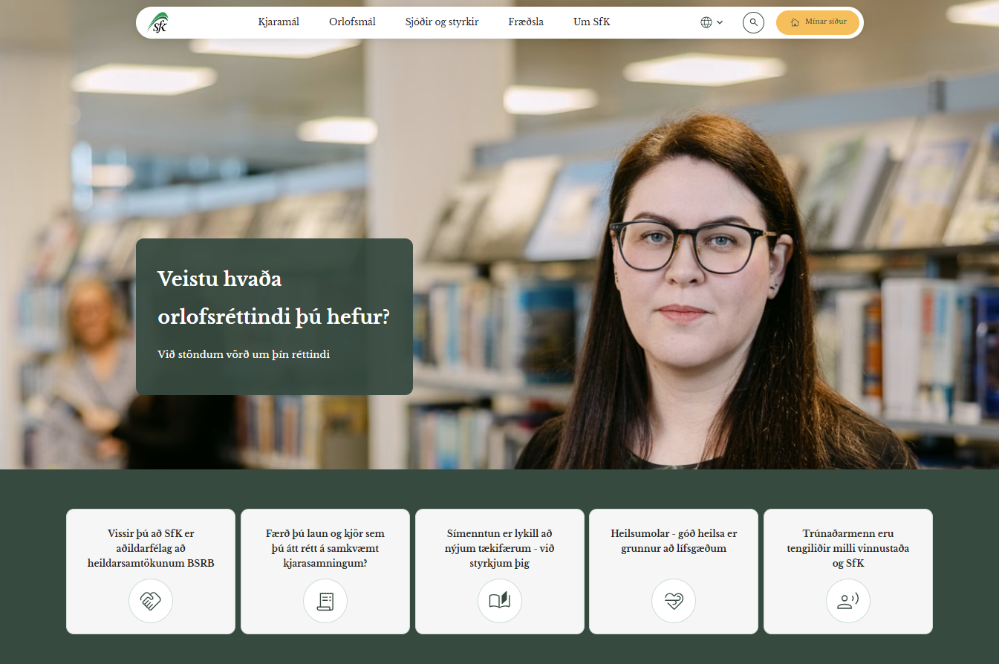 sfk
Kjaramál
Orlofsmál
Sjóðir og styrkir
Fræðsla
Um SfK
Mínar síður
Veistu hvaða
orlofsréttindi þú hefur?
Við stöndum vörð um þín réttindi
Vissir þú að SfK er
aðildarfélag að
heildarsamtökunum BSRB
Færð þú laun og kjör sem
þú átt rétt á samkvæmt
kjarasamningum?
Símenntun er lykill að
nýjum tækifærum - við
styrkjum þig
Heilsumolar - góð heilsa er
grunnur að lífsgæðum
Trúnaðarmenn eru
tengiliðir milli vinnustaða
og SfK